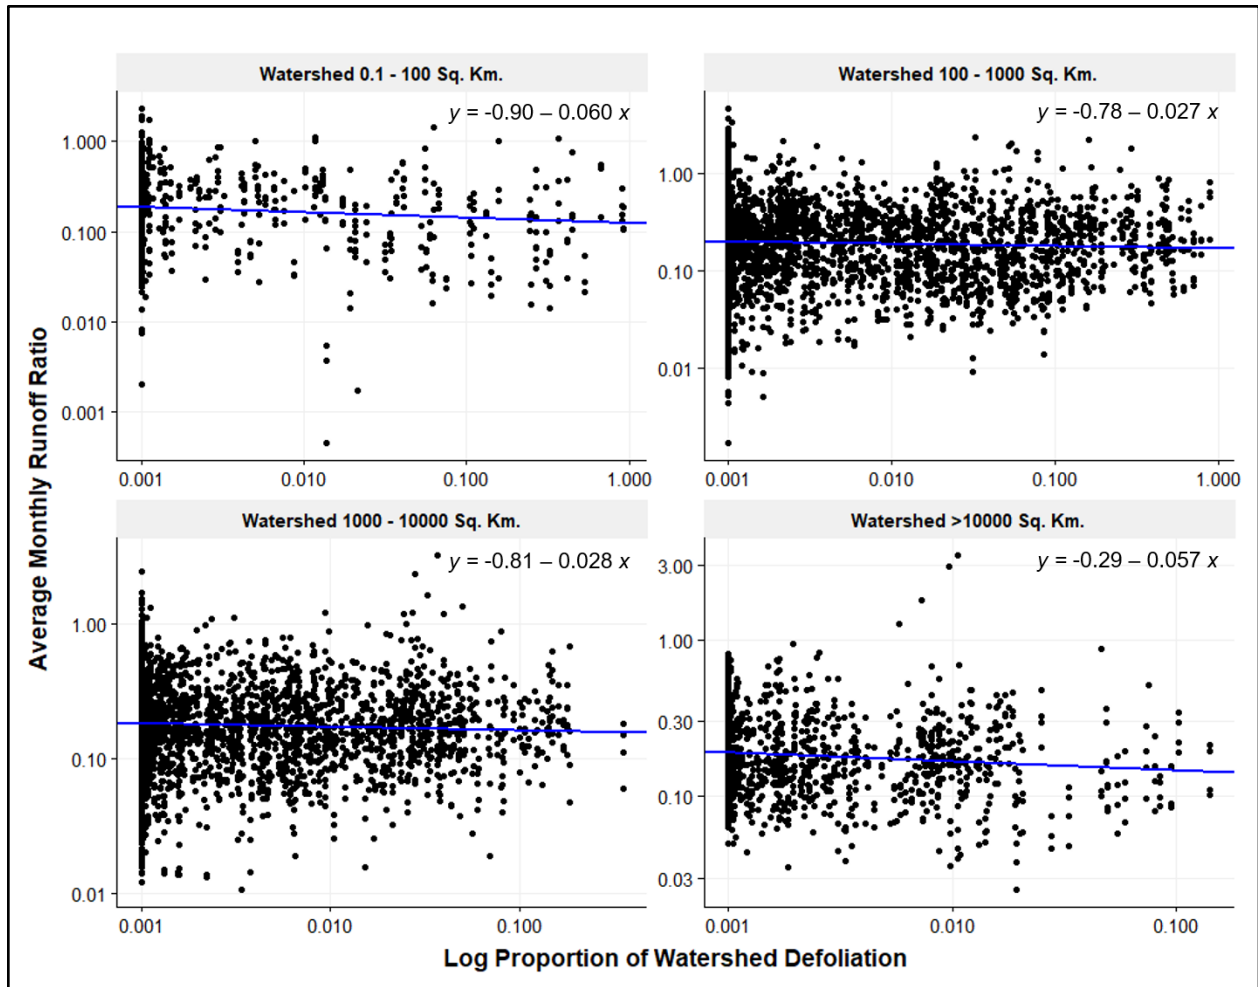 Watershed 0.1 - 100 Sq. Km.
y = -0.90 – 0.060 x
1.000
0.100
0.010
0.001
0.001 0.010 0.100 1.000
Watershed 100 - 1000 Sq. Km.
y = -0.78 – 0.027 x
1.00
0.10
0.01
0.001 0.010 0.100 1.000
Watershed 1000 - 10000 Sq. Km.
y = -0.81 – 0.028 x
1.00
0.10
0.01
0.001 0.010 0.100
Watershed >10000 Sq. Km.
y = -0.29 – 0.057 x
3.00
1.00
0.30
0.10
0.03
0.001 0.010 0.100
Average Monthly Runoff Ratio
Log Proportion of Watershed Defoliation